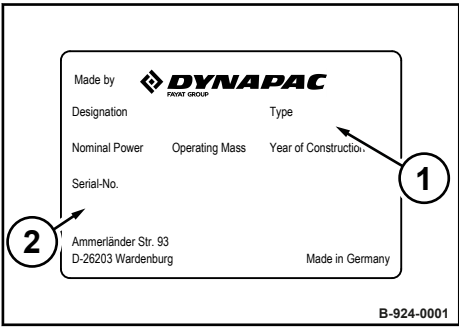 Made by DYNAPAC
FAYAT GROUP
Designation Type
Nominal Power Operating Mass Year of Construction
1
Serial-No.
2
Ammerländer Str. 93
D-26203 Wardenburg Made in Germany
B-924-0001